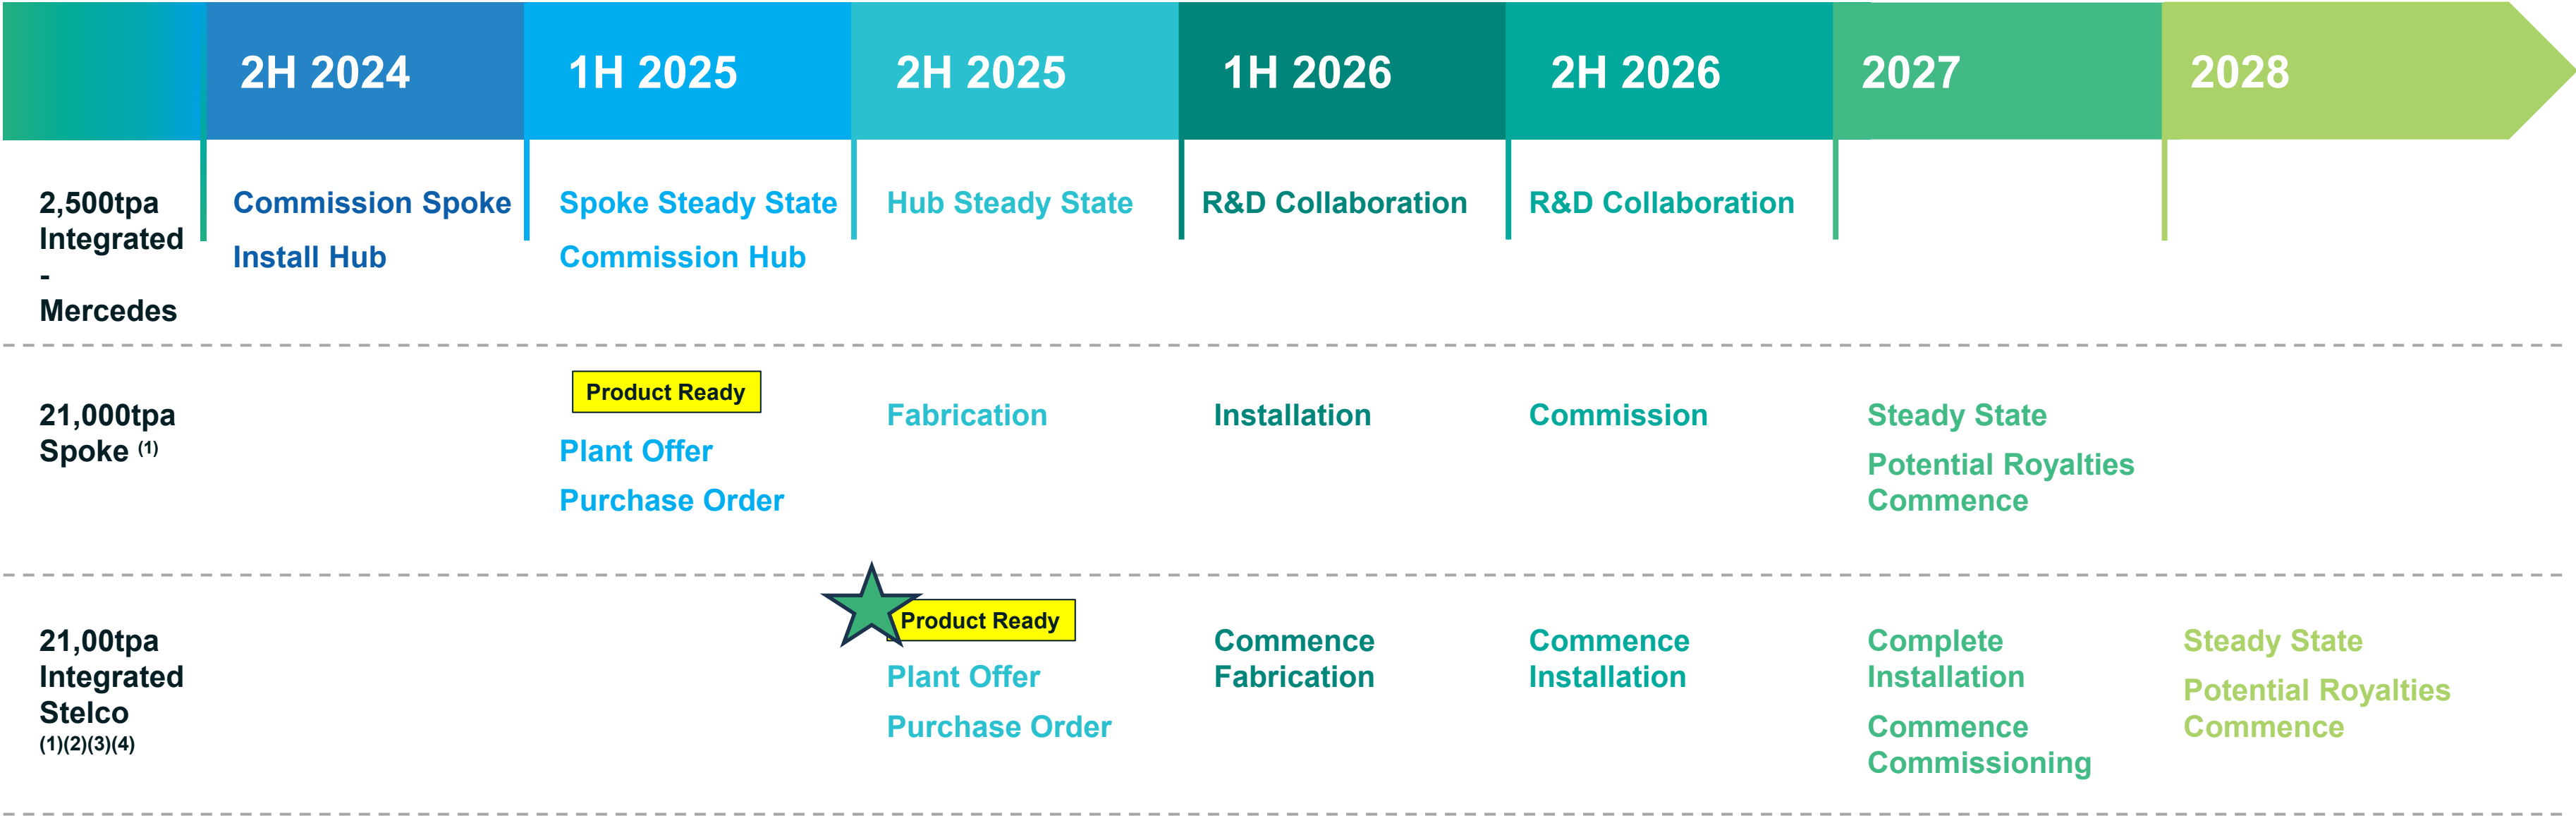 2H 2024
1H 2025
2H 2025
1H 2026
2H 2026
2027
2028
2,500tpa
Integrated
-
Mercedes
Commission Spoke
Install Hub
Spoke Steady State
Commission Hub
Hub Steady State
R&D Collaboration
R&D Collaboration
21,000tpa
Spoke (1)
Product Ready
Plant Offer
Purchase Order
Fabrication
Installation
Commission
Steady State
Potential Royalties
Commence
21,00tpa
Integrated
Stelco
(1)(2)(3)(4)
Product Ready
Plant Offer
Purchase Order
Commence
Fabrication
Commence
Installation
Complete
Installation
Commence
Commissioning
Steady State
Potential Royalties
Commence